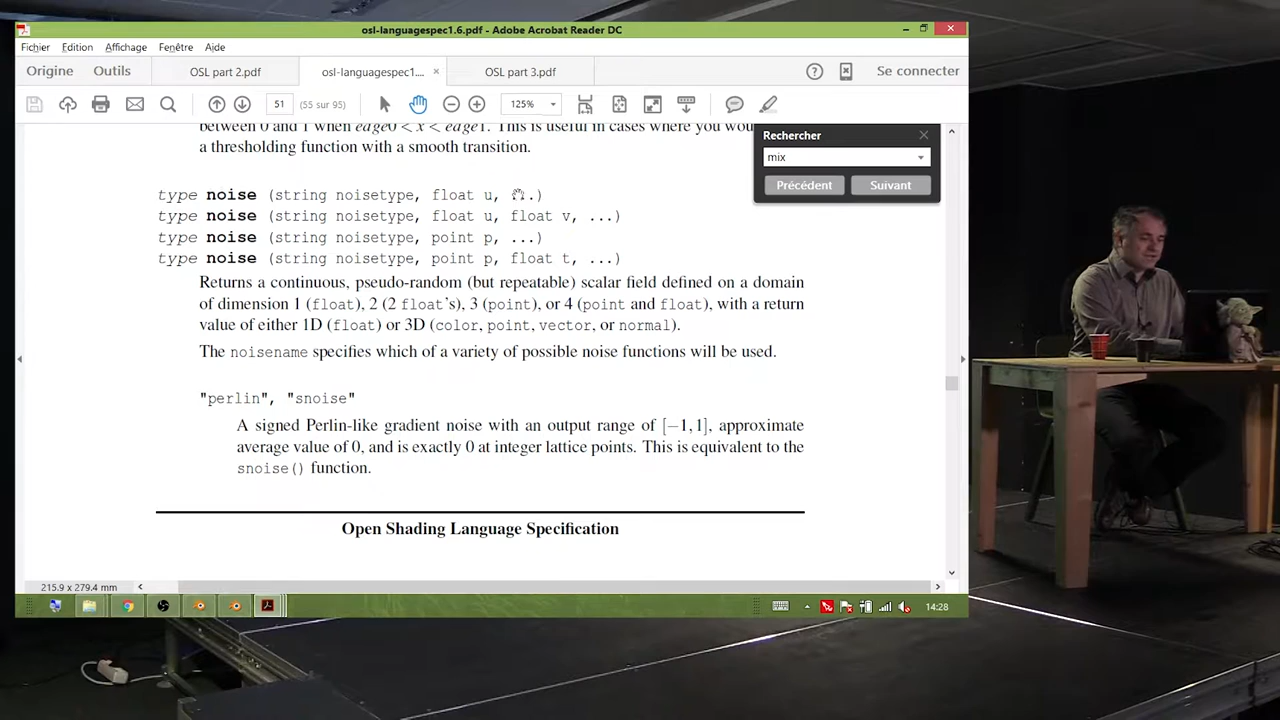 osl-languagespec1.6.pdf - Adobe Acrobat Reader DC
Fichier Edition Affichage Fenêtre Aide
Origine Outils OSL part 2.pdf osl-languagespec1.... × OSL part 3.pdf Se connecter
51 (55 sur 95) 125%
between 0 and 1 when edge0 < x < edge1. This is useful in cases where you
a thresholding function with a smooth transition.
Rechercher
mix
Précédent Suivant
type noise (string noisetype, float u, ...)
type noise (string noisetype, float u, float v, ...)
type noise (string noisetype, point p, ...)
type noise (string noisetype, point p, float t, ...)
Returns a continuous, pseudo-random (but repeatable) scalar field defined on a domain
of dimension 1 (float), 2 (2 float's), 3 (point), or 4 (point and float), with a return
value of either 1D (float) or 3D (color, point, vector, or normal).
The noisename specifies which of a variety of possible noise functions will be used.
"perlin", "snoise"
A signed Perlin-like gradient noise with an output range of [−1,1], approximate
average value of 0, and is exactly 0 at integer lattice points. This is equivalent to the
snoise() function.
Open Shading Language Specification
215.9 x 279.4 mm
14:28